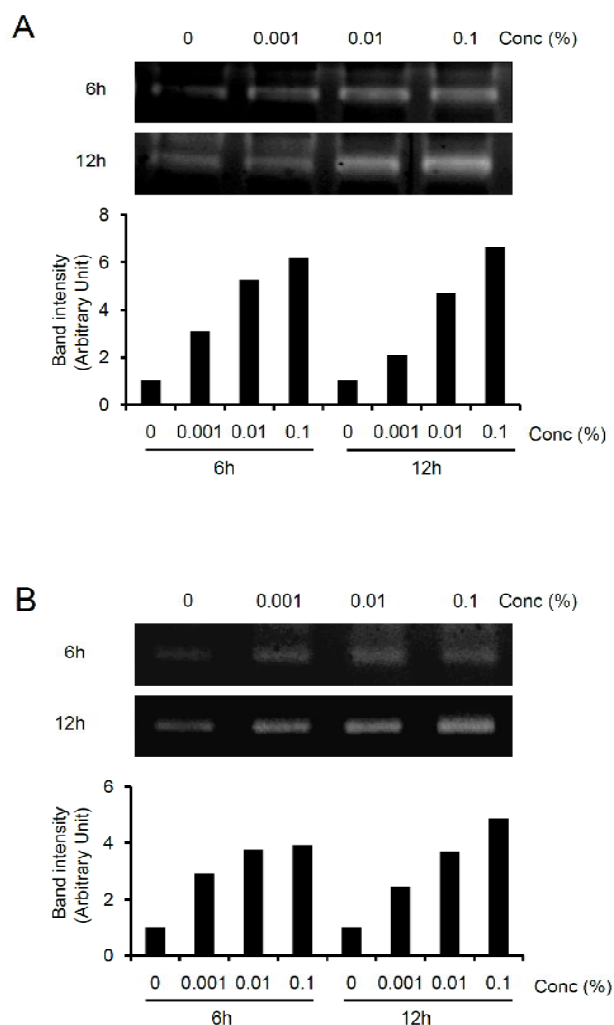 A
0 0.001 0.01 0.1 Conc (%)
6h
12h
Band intensity
(Arbitrary Unit)
8
6
4
2
0
0 0.001 0.01 0.1 0 0.001 0.01 0.1 Conc (%)
6h 12h
B
0 0.001 0.01 0.1 Conc (%)
6h
12h
Band intensity
(Arbitrary Unit)
6
4
2
0
0 0.001 0.01 0.1 0 0.001 0.01 0.1 Conc (%)
6h 12h